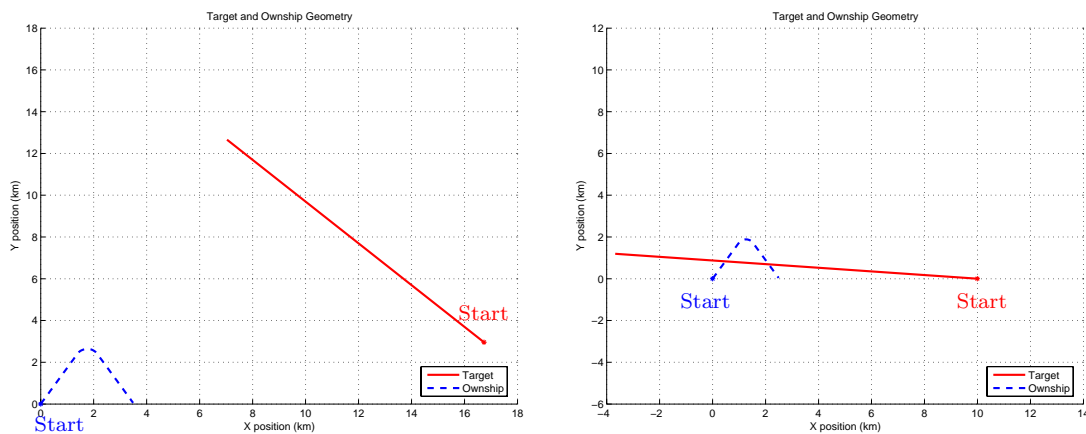 Target and Ownship Geometry
18
16
14
12
10
8
6
4
2
0
Y position (km)
0 2 4 6 8 10 12 14 16 18
X position (km)
Start
Start
Target
Ownship
Target and Ownship Geometry
12
10
8
6
4
2
0
−2
−4
−6
Y position (km)
−4 −2 0 2 4 6 8 10 12 14
X position (km)
Start Start
Target
Ownship